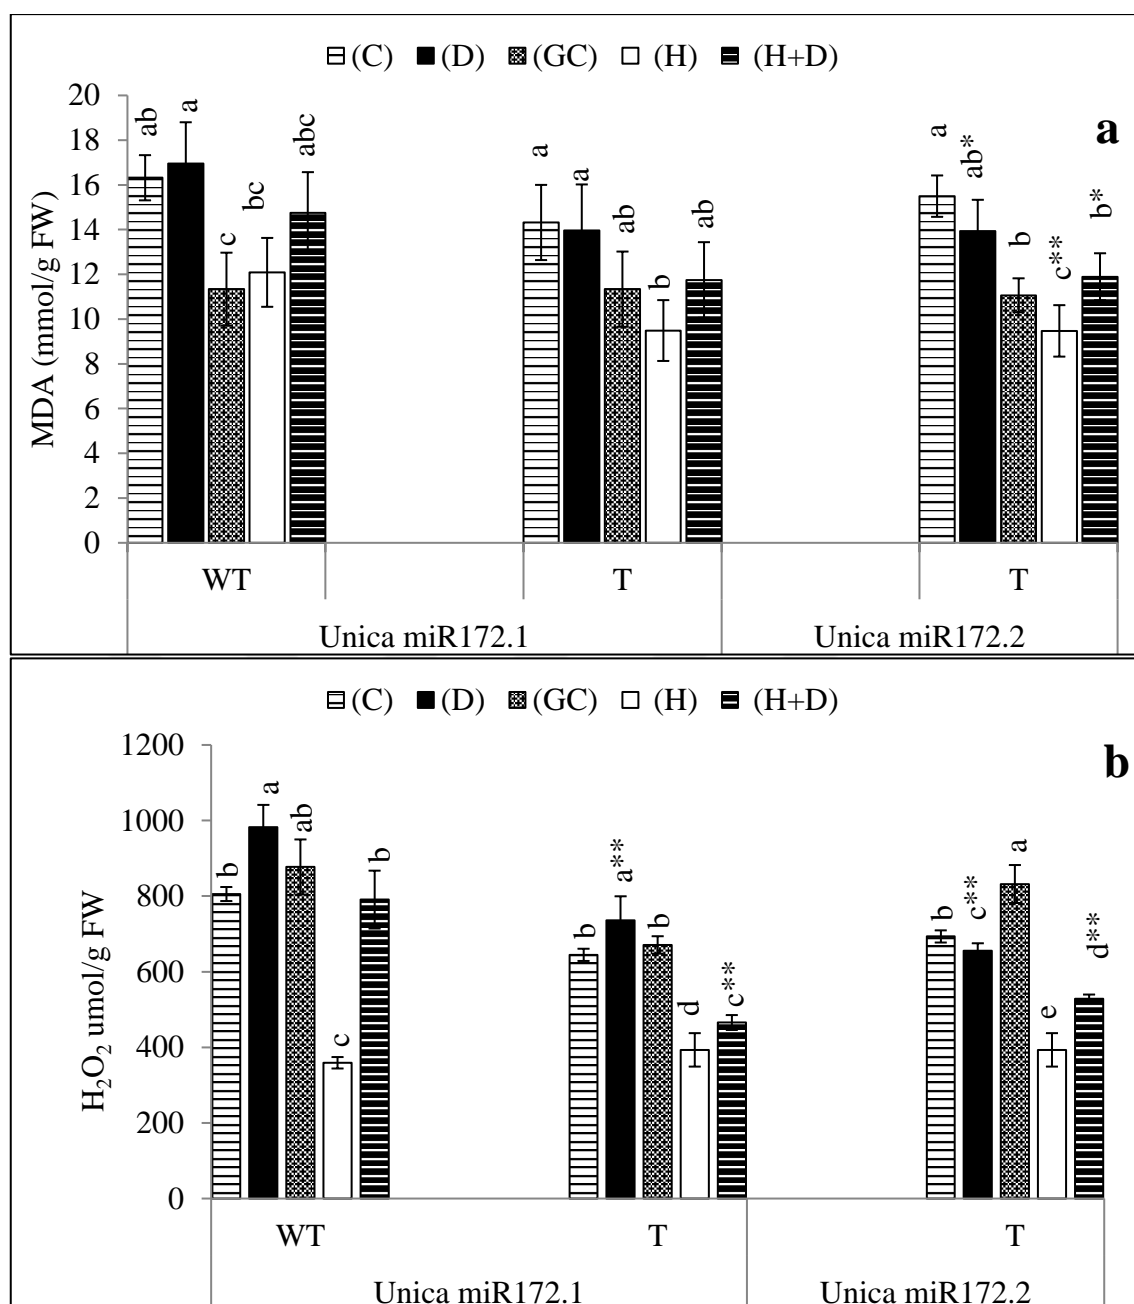 (C) (D) (GC) (H) (H+D)
a
20
18
16
14
12
10
8
6
4
2
0
MDA (mmol/g FW)
ab a c bc abc
a a ab b ab
a ab* b c** b*
WT T T
Unica miR172.1 Unica miR172.2
(C) (D) (GC) (H) (H+D)
b
1200
1000
800
600
400
200
0
H₂O₂ umol/g FW
b a ab c b
b a** b d c**
b c** a e d**
WT T T
Unica miR172.1 Unica miR172.2